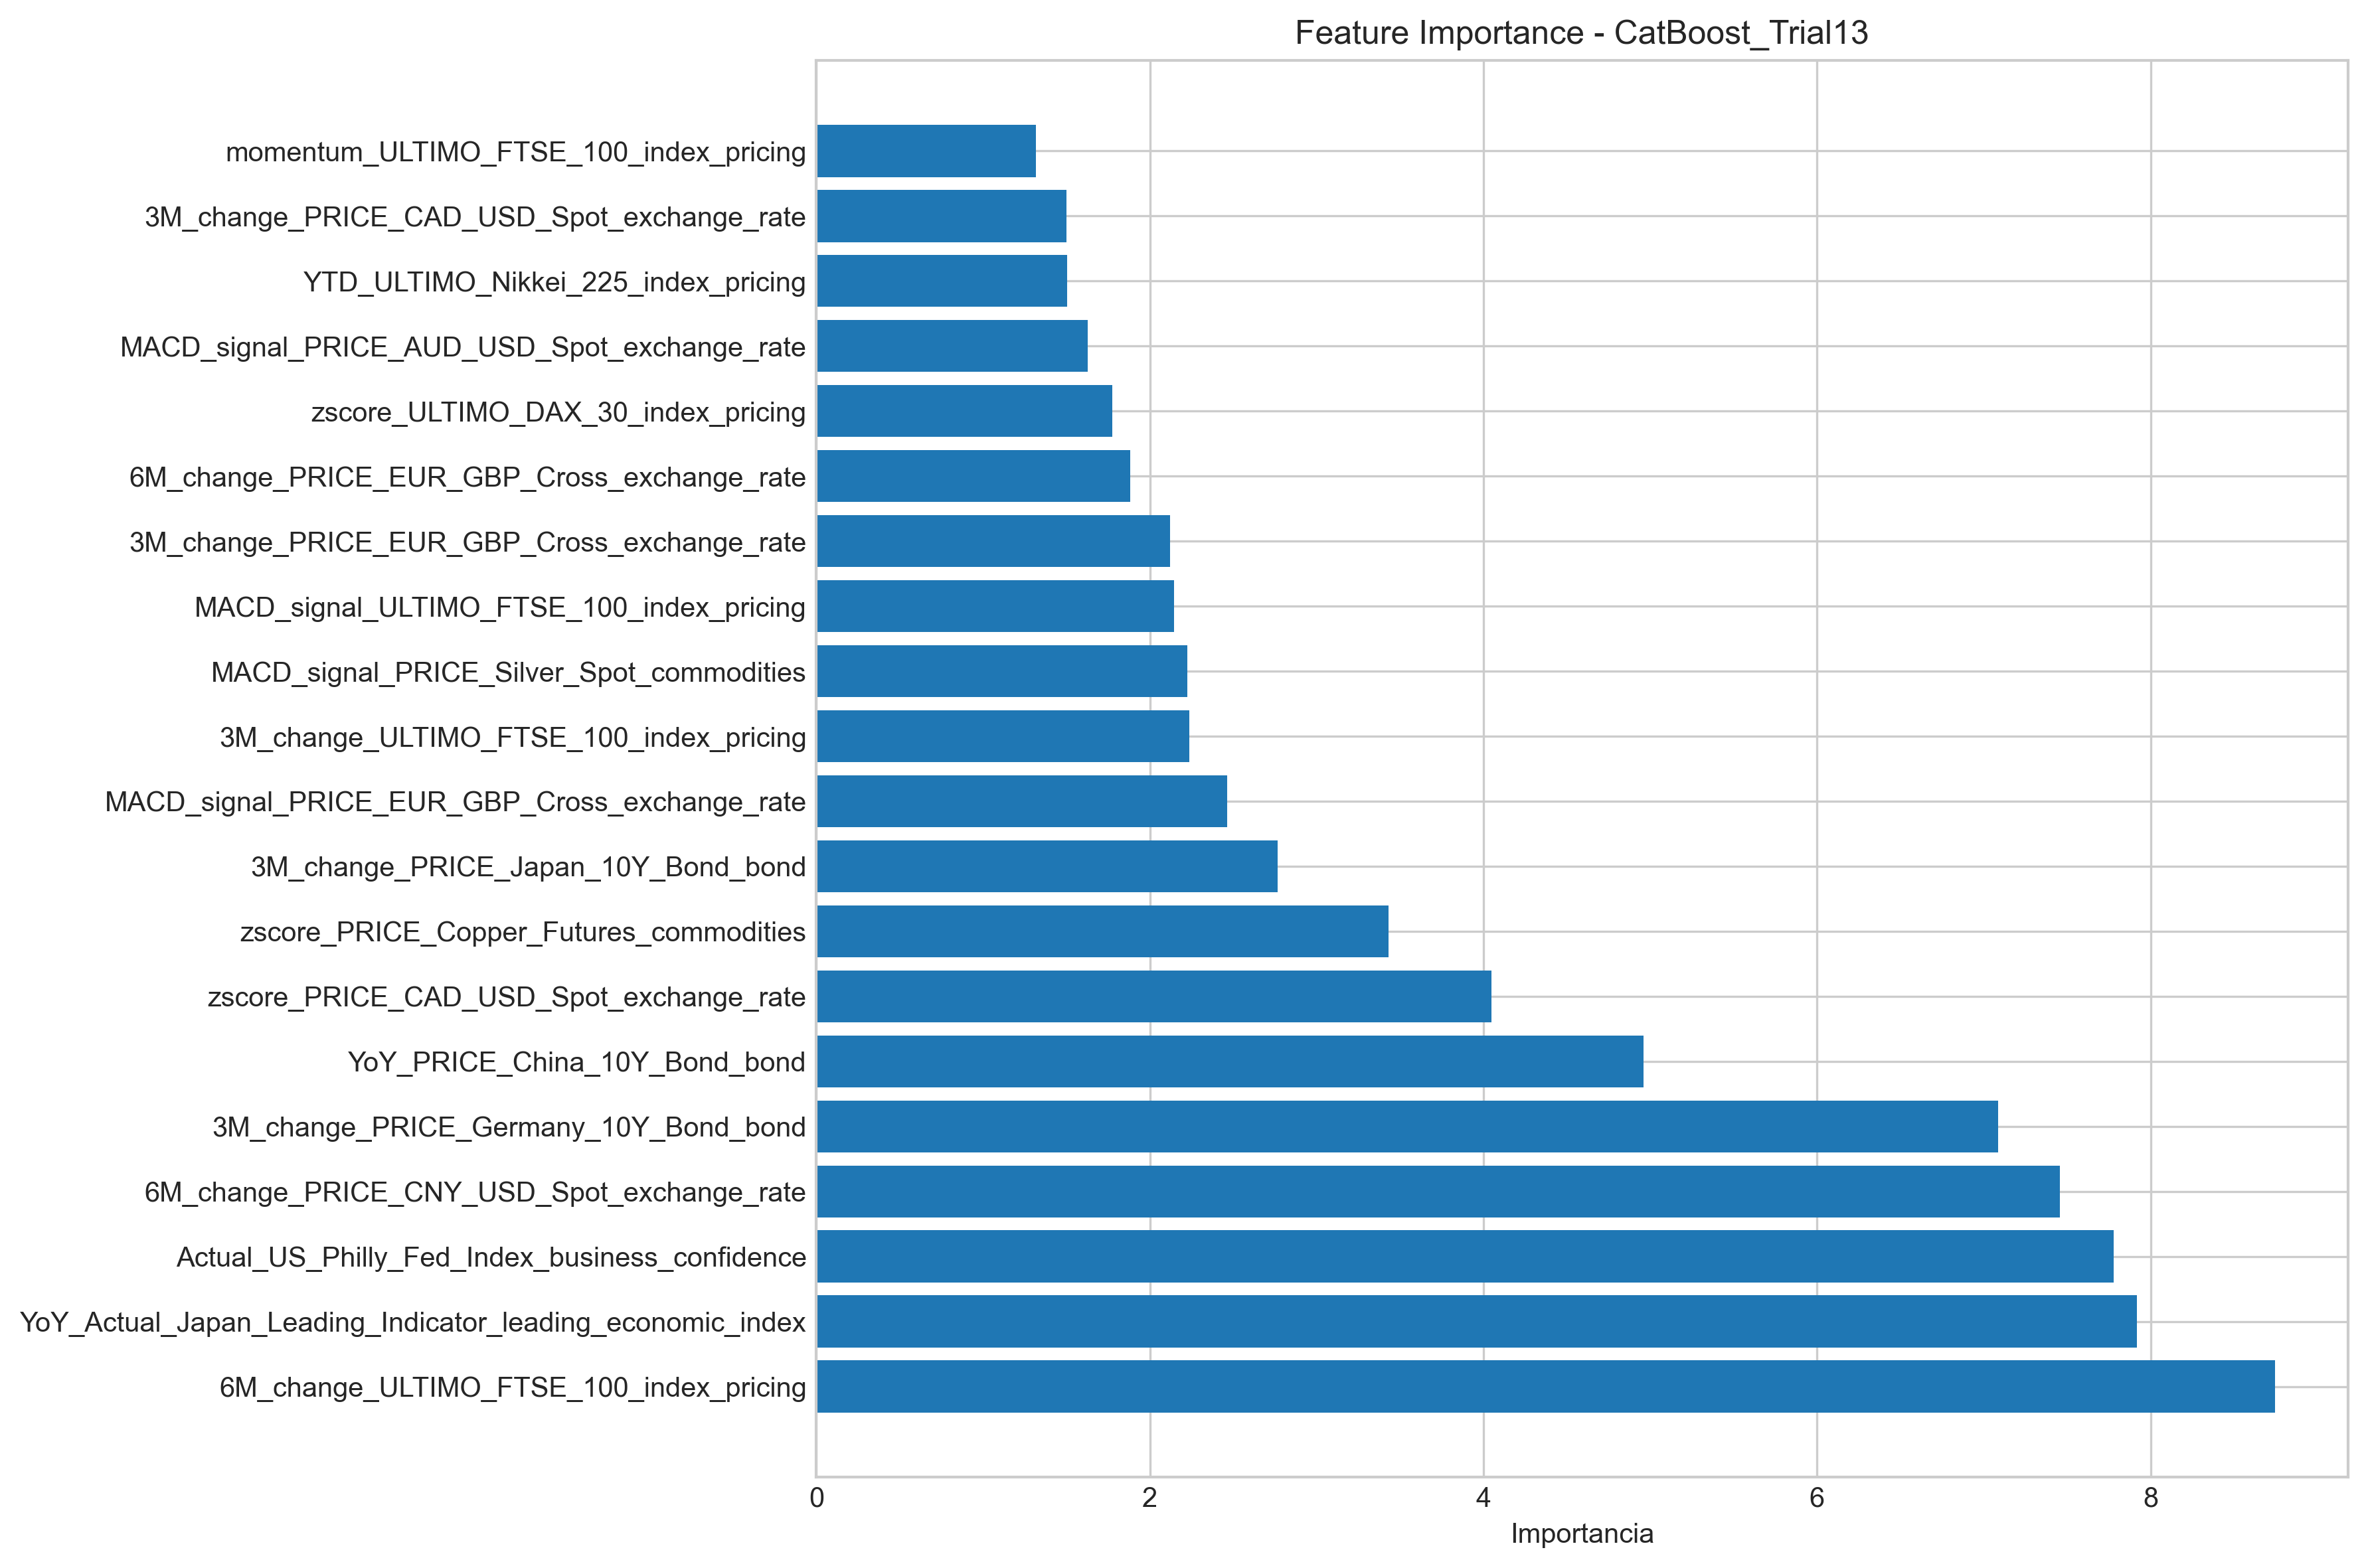 Feature Importance - CatBoost_Trial13
momentum_ULTIMO_FTSE_100_index_pricing
3M_change_PRICE_CAD_USD_Spot_exchange_rate
YTD_ULTIMO_Nikkei_225_index_pricing
MACD_signal_PRICE_AUD_USD_Spot_exchange_rate
zscore_ULTIMO_DAX_30_index_pricing
6M_change_PRICE_EUR_GBP_Cross_exchange_rate
3M_change_PRICE_EUR_GBP_Cross_exchange_rate
MACD_signal_ULTIMO_FTSE_100_index_pricing
MACD_signal_PRICE_Silver_Spot_commodities
3M_change_ULTIMO_FTSE_100_index_pricing
MACD_signal_PRICE_EUR_GBP_Cross_exchange_rate
3M_change_PRICE_Japan_10Y_Bond_bond
zscore_PRICE_Copper_Futures_commodities
zscore_PRICE_CAD_USD_Spot_exchange_rate
YoY_PRICE_China_10Y_Bond_bond
3M_change_PRICE_Germany_10Y_Bond_bond
6M_change_PRICE_CNY_USD_Spot_exchange_rate
Actual_US_Philly_Fed_Index_business_confidence
YoY_Actual_Japan_Leading_Indicator_leading_economic_index
6M_change_ULTIMO_FTSE_100_index_pricing
0 2 4 6 8
Importancia